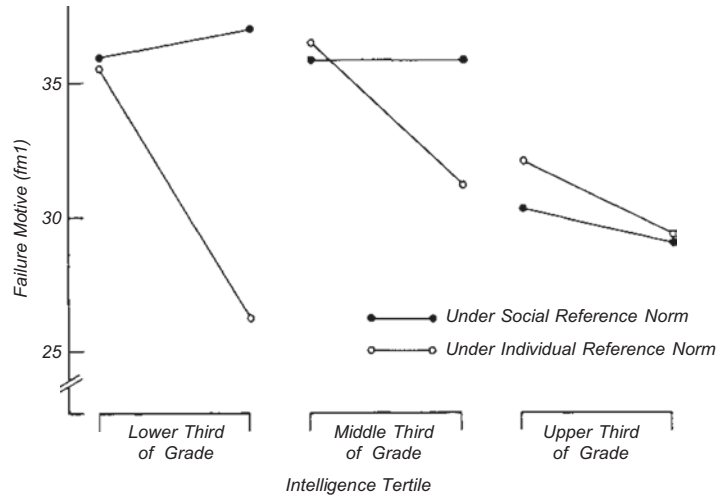 35
30
25
Failure Motive (fm1)
Under Social Reference Norm
Under Individual Reference Norm
Lower Third
of Grade
Middle Third
of Grade
Upper Third
of Grade
Intelligence Tertile